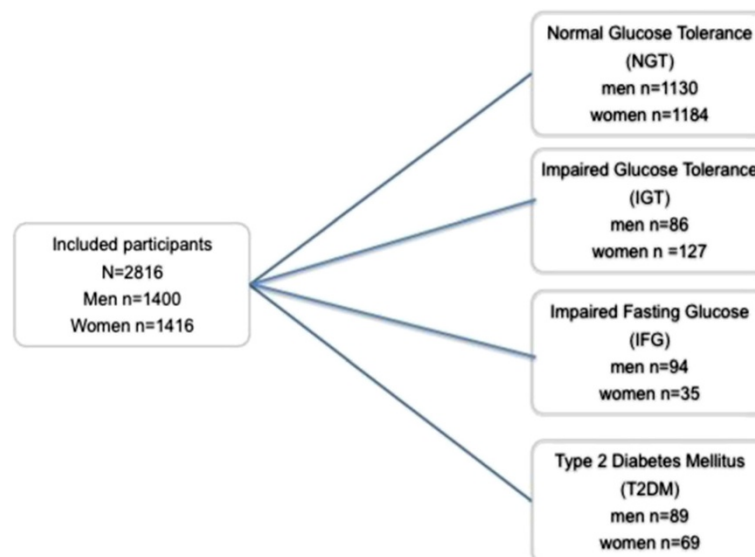 Included participants
N=2816
Men n=1400
Women n=1416
Normal Glucose Tolerance
(NGT)
men n=1130
women n=1184
Impaired Glucose Tolerance
(IGT)
men n=86
women n =127
Impaired Fasting Glucose
(IFG)
men n=94
women n=35
Type 2 Diabetes Mellitus
(T2DM)
men n=89
women n=69